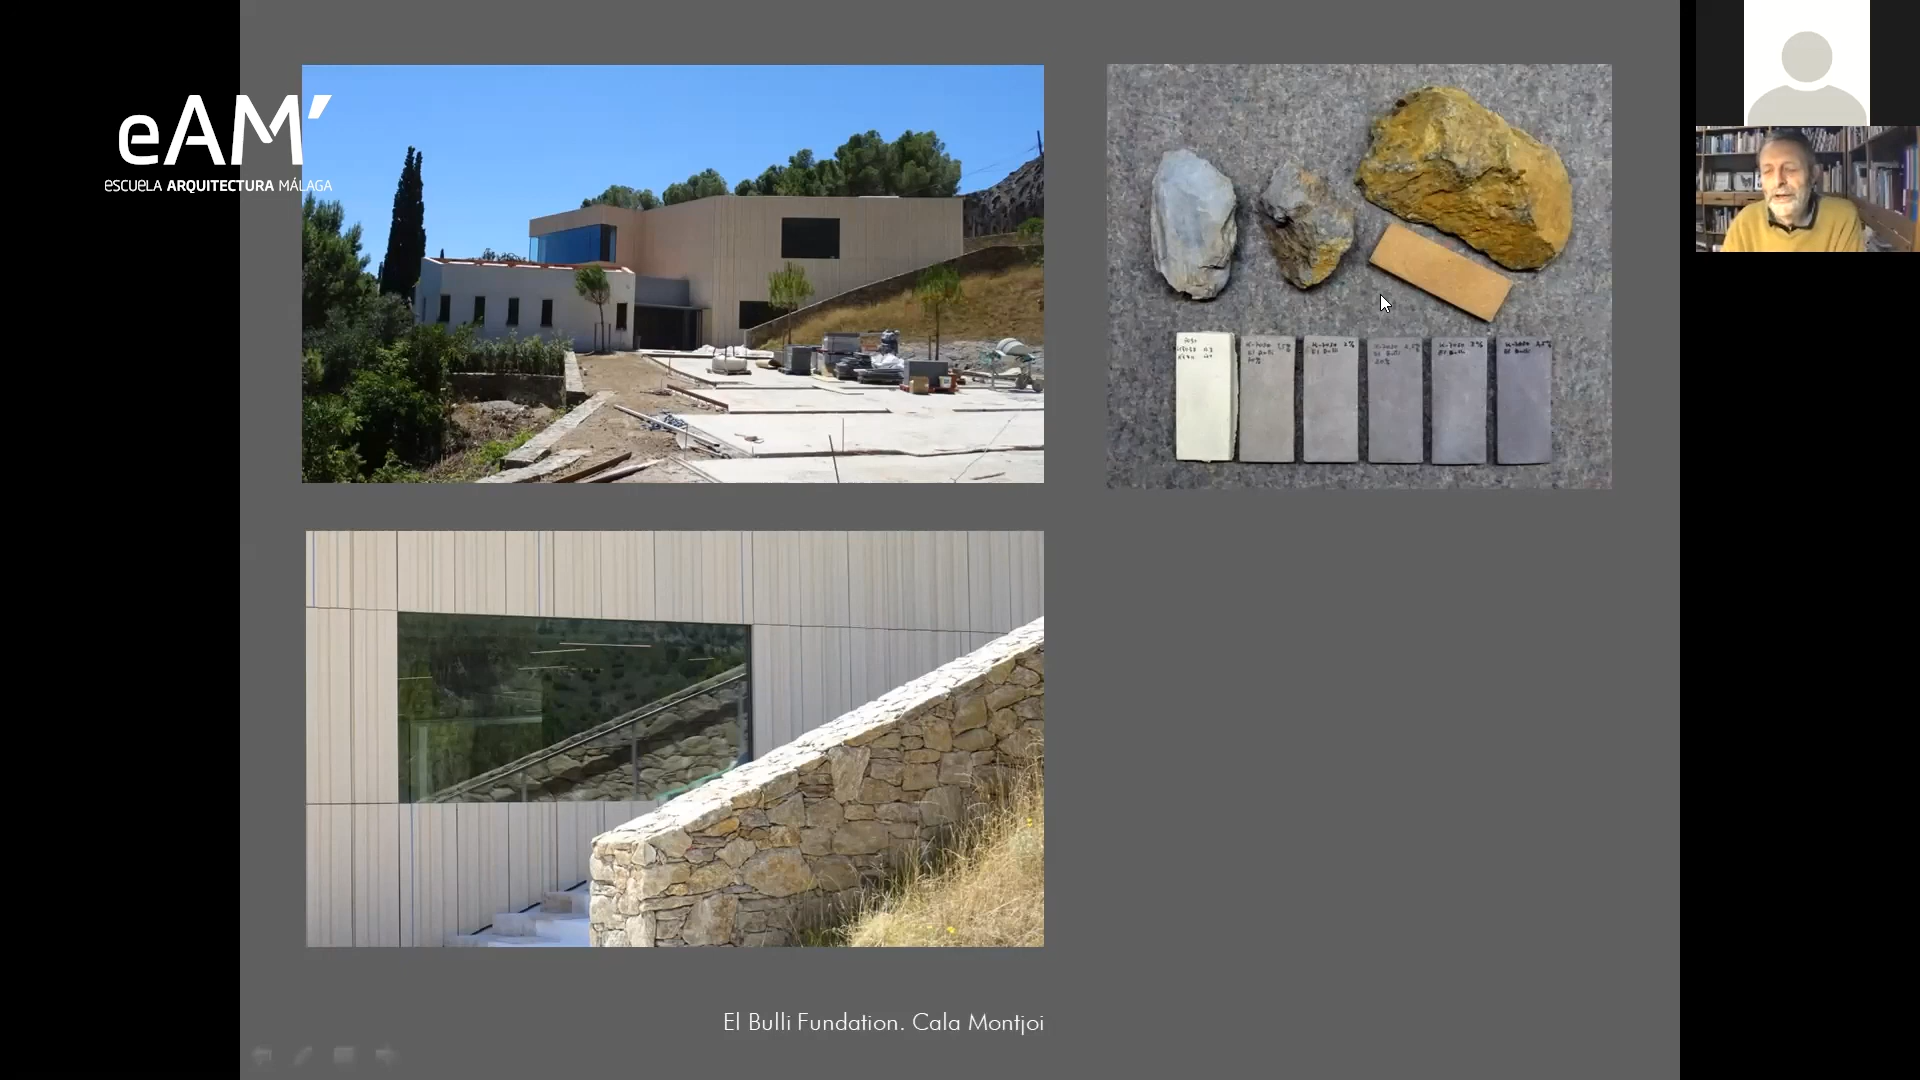 eAM'
escuela ARQUITECTURA MÁLAGA
El Bulli Fundation. Cala Montjoi